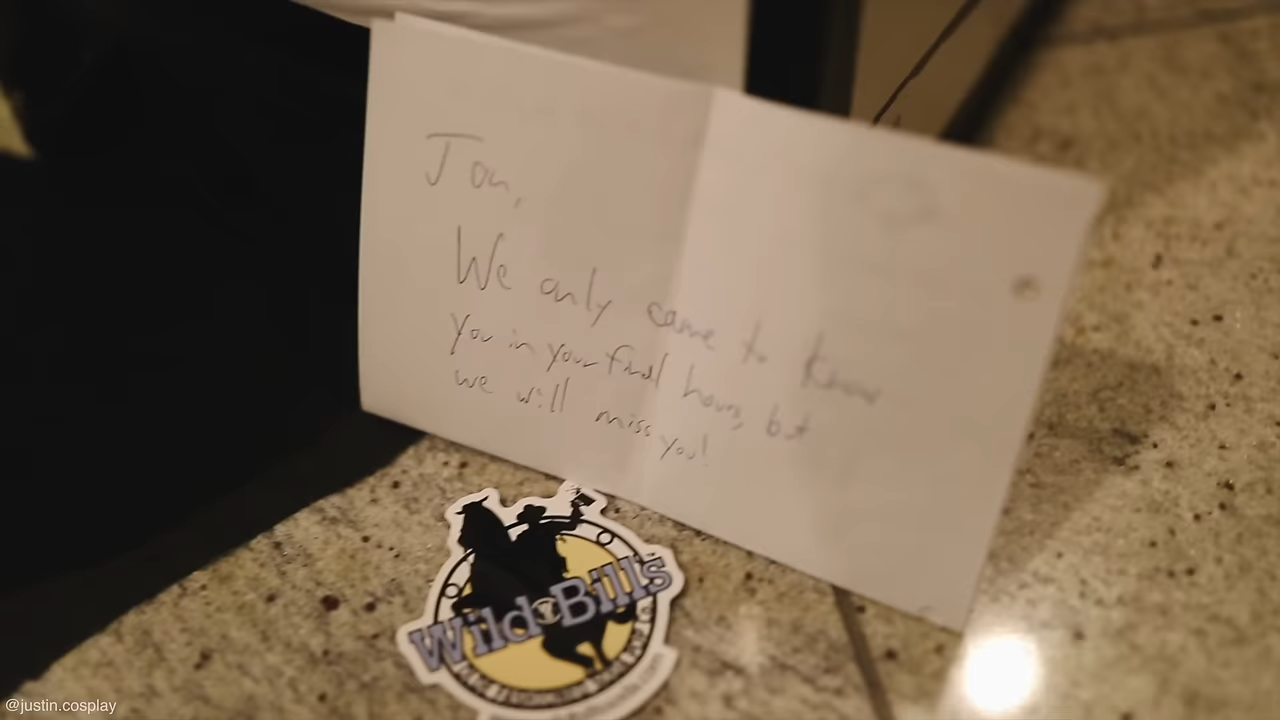 Jon,
We only came to know
you in your final hours, but
we will miss you!
Wild Bill's
@justin.cosplay